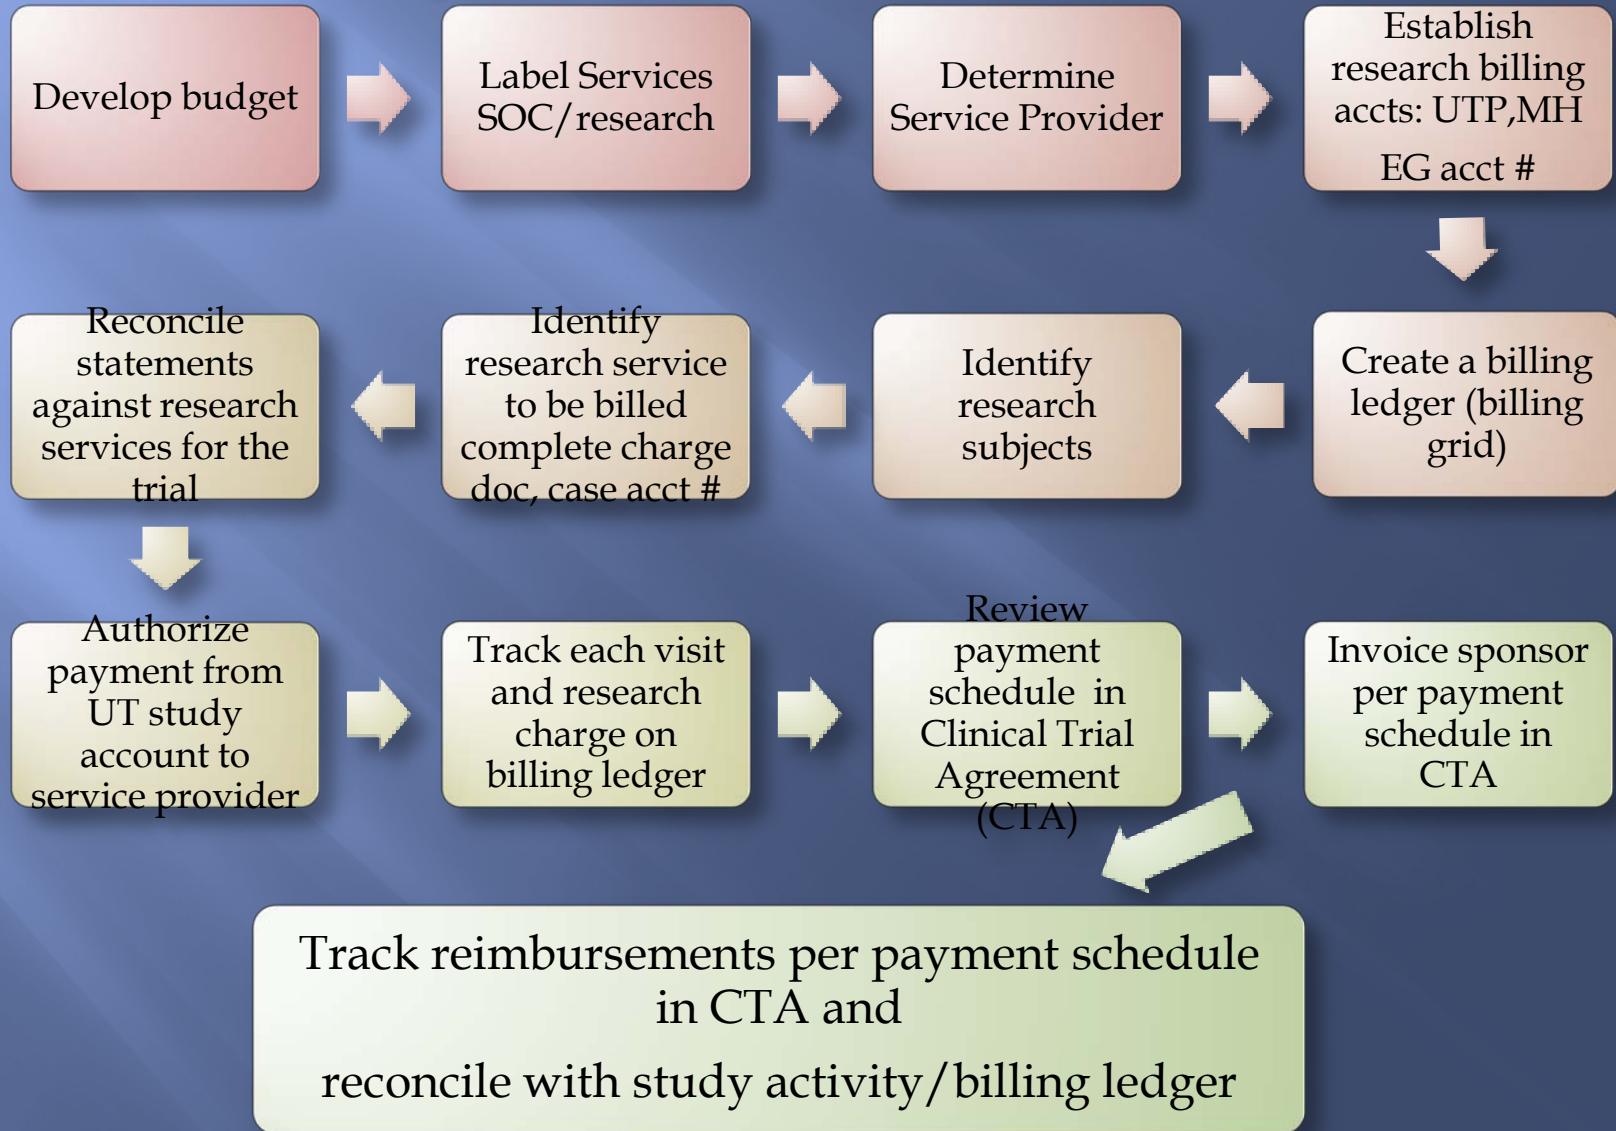 Develop budget
Label Services
SOC/research
Determine
Service Provider
Establish
research billing
accts: UTP,MH
EG acct #
Create a billing
ledger (billing
grid)
Identify
research
subjects
Identify
research service
to be billed
complete charge
doc, case acct #
Reconcile
statements
against research
services for the
trial
Authorize
payment from
UT study
account to
service provider
Track each visit
and research
charge on
billing ledger
Review
payment
schedule in
Clinical Trial
Agreement
(CTA)
Invoice sponsor
per payment
schedule in
CTA
Track reimbursements per payment schedule
in CTA and
reconcile with study activity/billing ledger